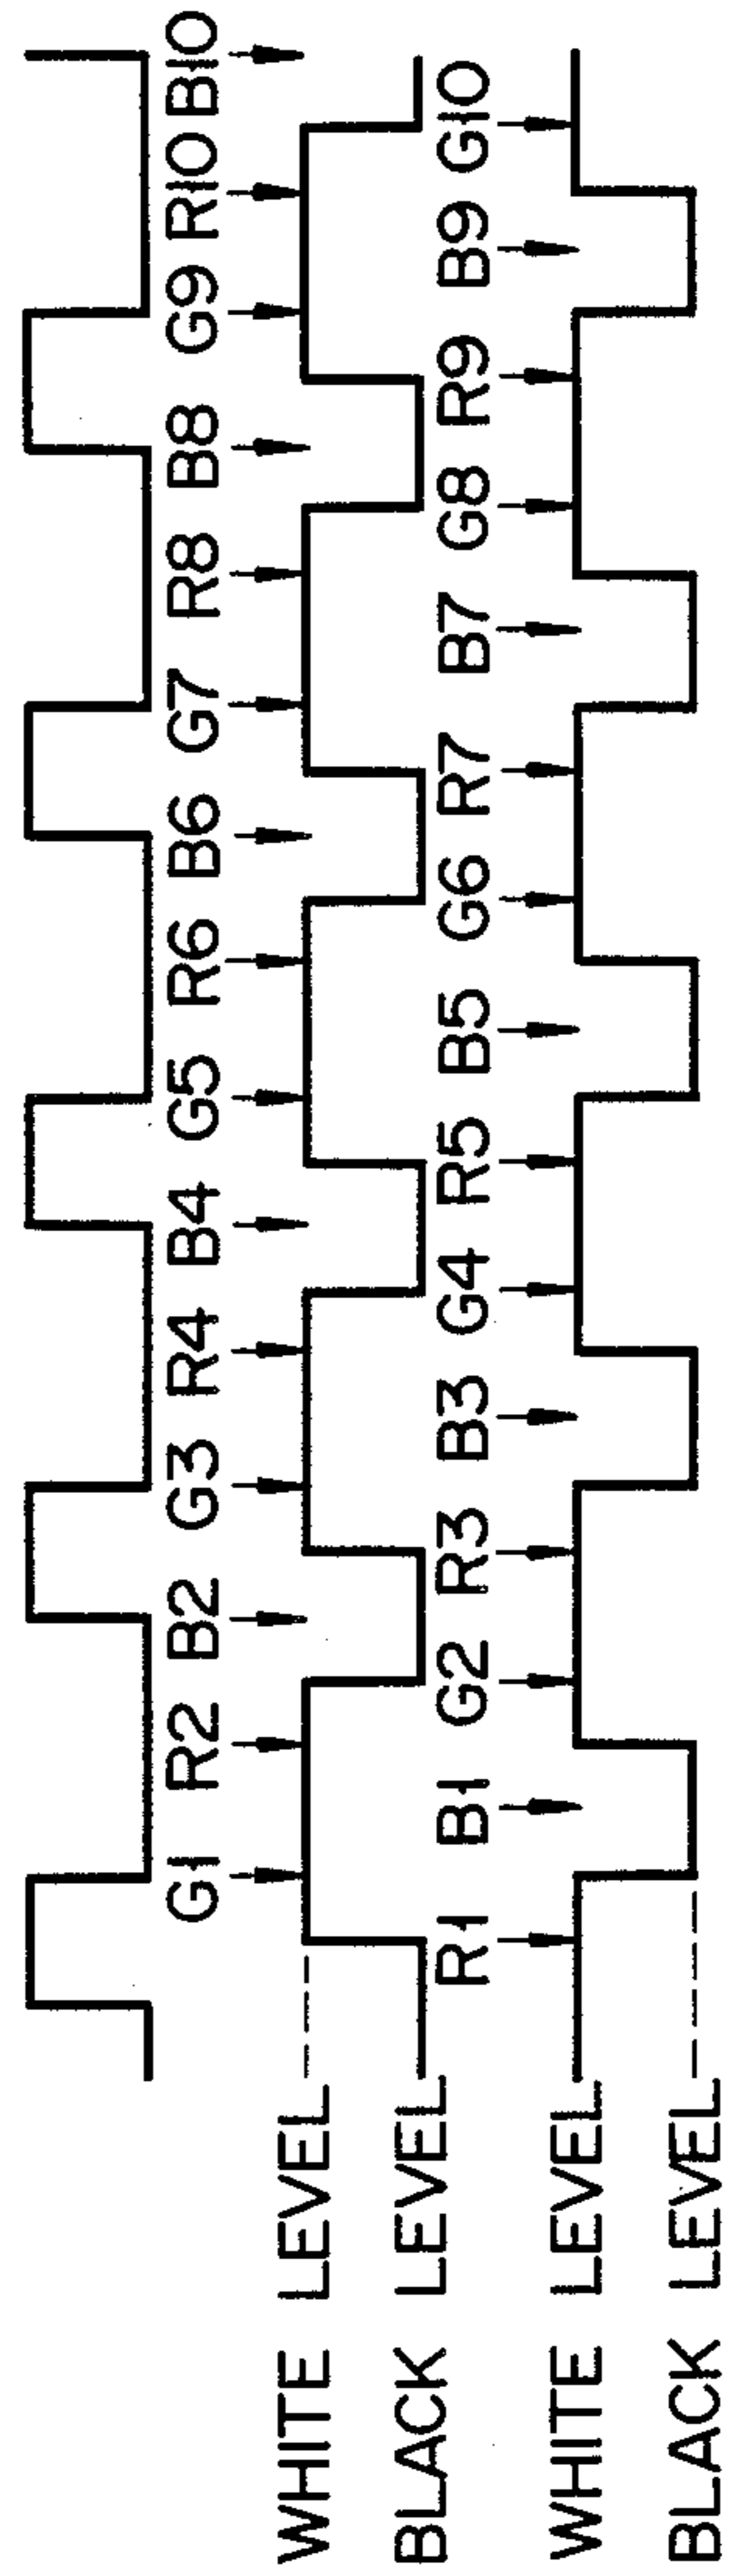 G1 R2 B2 G3 R4 B4 G5 R6 B6 G7 R8 B8 G9 R10 B10
WHITE LEVEL
BLACK LEVEL
R1 B1 G2 R3 B3 G4 R5 B5 G6 R7 B7 G8 R9 B9 G10
WHITE LEVEL
BLACK LEVEL